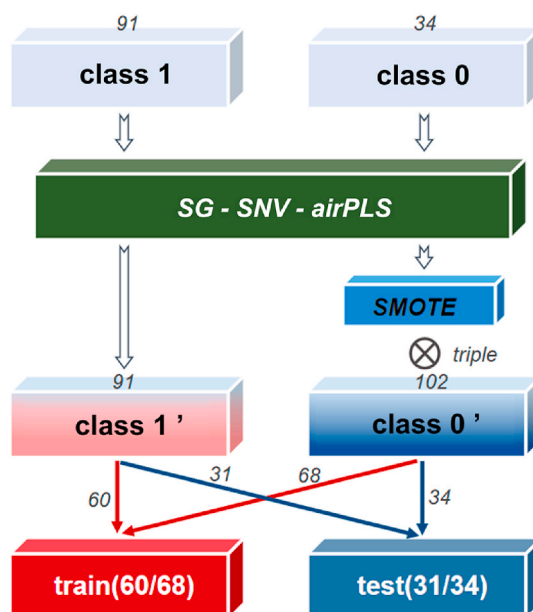 91
34
class 1
class 0
SG - SNV - airPLS
SMOTE
triple
91
102
class 1 ’
class 0 ’
60
31
68
34
train(60/68)
test(31/34)